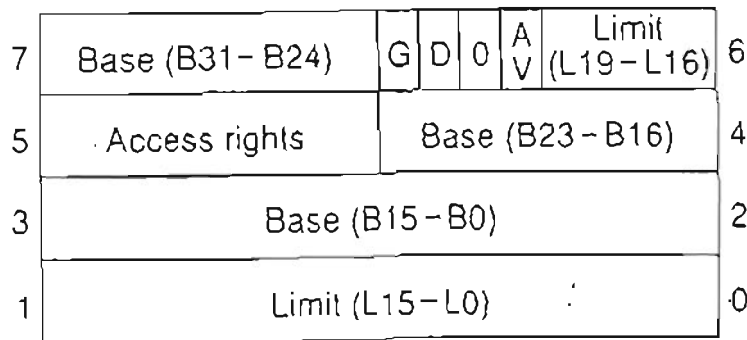 7 Base (B31–B24) G D 0 AV Limit (L19–L16) 6
5 Access rights Base (B23–B16) 4
3 Base (B15–B0) 2
1 Limit (L15–L0) 0